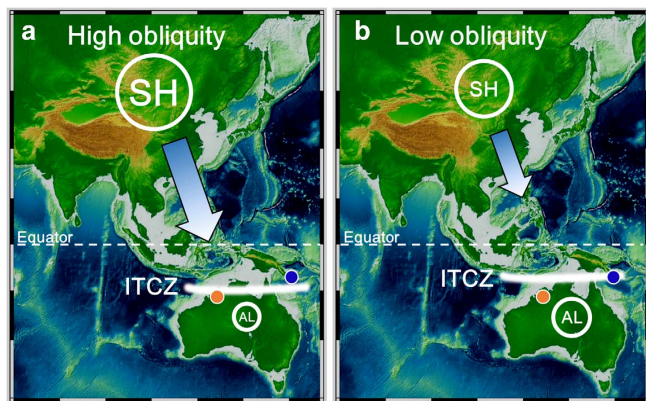 a
High obliquity
SH
Equator
ITCZ
AL
b
Low obliquity
SH
Equator
ITCZ
AL